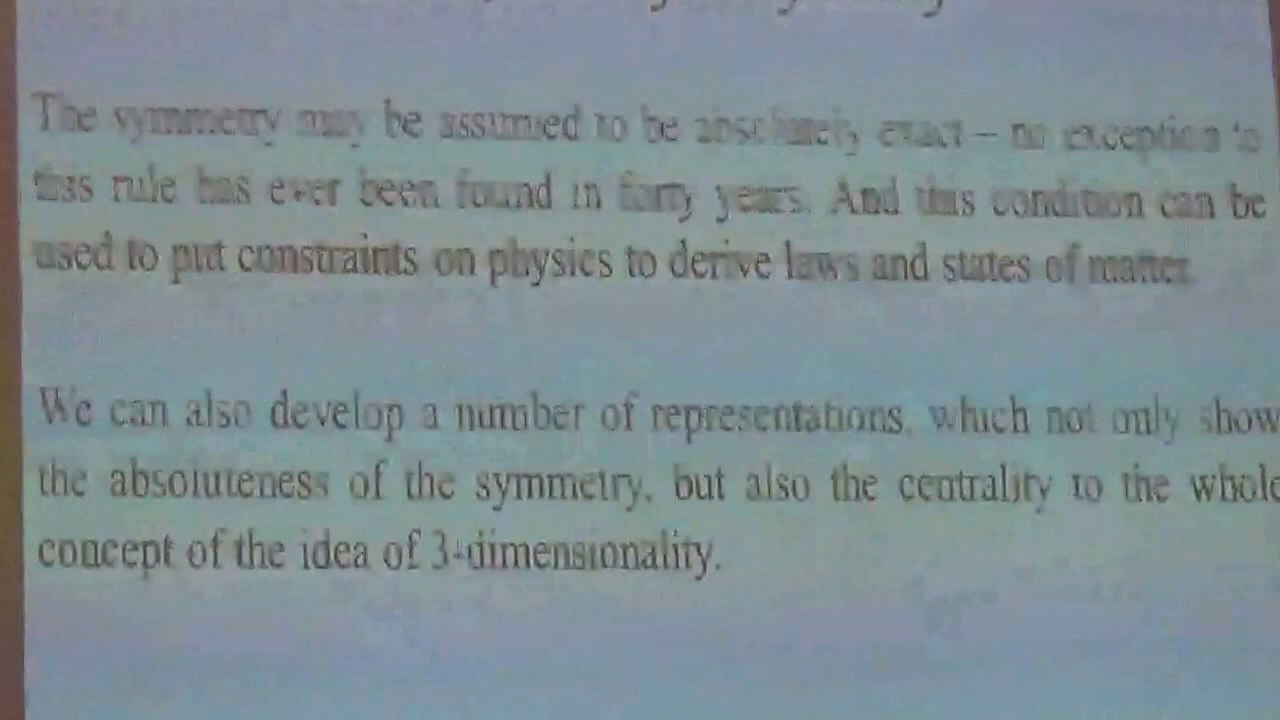 The symmetry may be assumed to be absolutely exact – no exception to
this rule has ever been found in forty years. And this condition can be
used to put constraints on physics to derive laws and states of matter.
We can also develop a number of representations, which not only show
the absoluteness of the symmetry, but also the centrality to the whole
concept of the idea of 3-dimensionality.